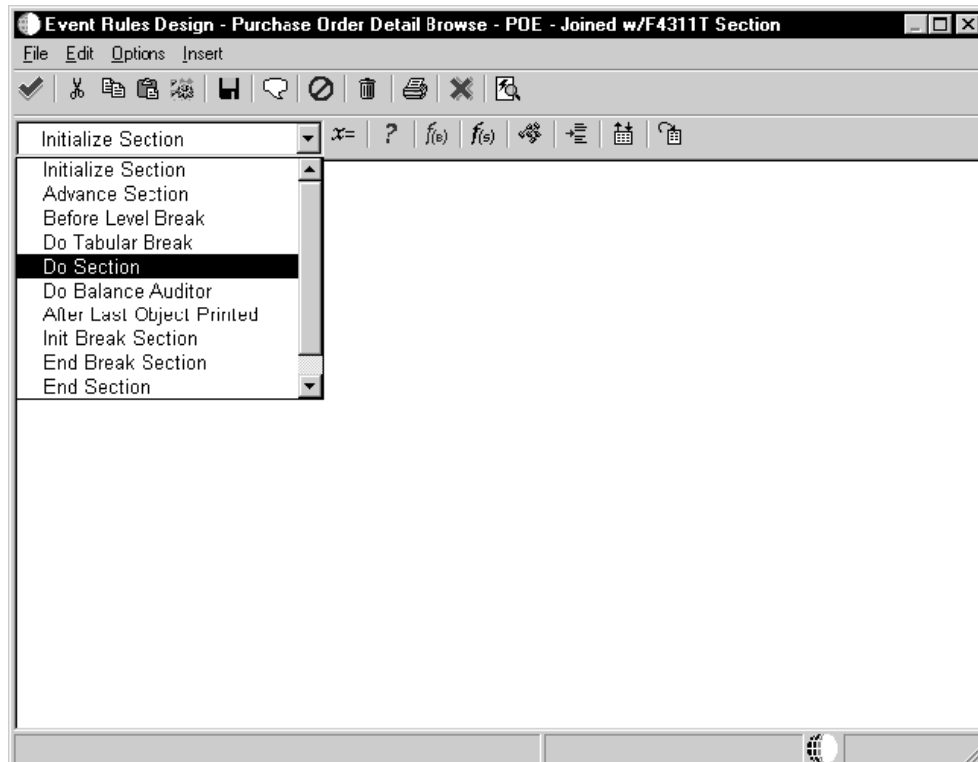 Event Rules Design - Purchase Order Detail Browse - POE - Joined w/F4311T Section
File Edit Options Insert
Initialize Section x= ? f(B) f(s)
Initialize Section
Advance Section
Before Level Break
Do Tabular Break
Do Section
Do Balance Auditor
After Last Object Printed
Init Break Section
End Break Section
End Section